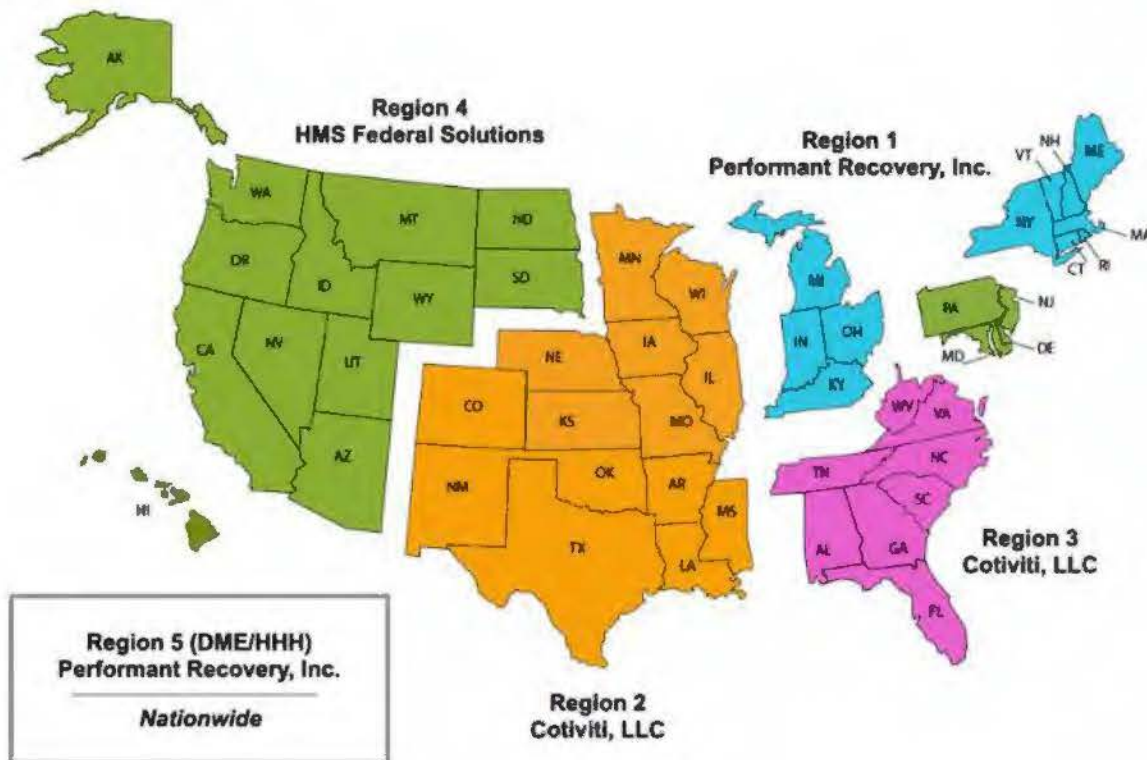 AK
Region 4
HMS Federal Solutions
Region 1
Performant Recovery, Inc.
NH
VT
ME
NY
MA
CT
RI
WA
MT
ND
OR
ID
SD
WY
MN
WI
MI
PA
NJ
CA
NV
UT
NE
IA
IL
IN
OH
MD
DE
CO
KS
MO
KY
WV
VA
AZ
NM
OK
AR
TN
NC
SC
HI
TX
MS
LA
AL
GA
Region 3
Cotiviti, LLC
FL
Region 5 (DME/HHH)
Performant Recovery, Inc.
Nationwide
Region 2
Cotiviti, LLC